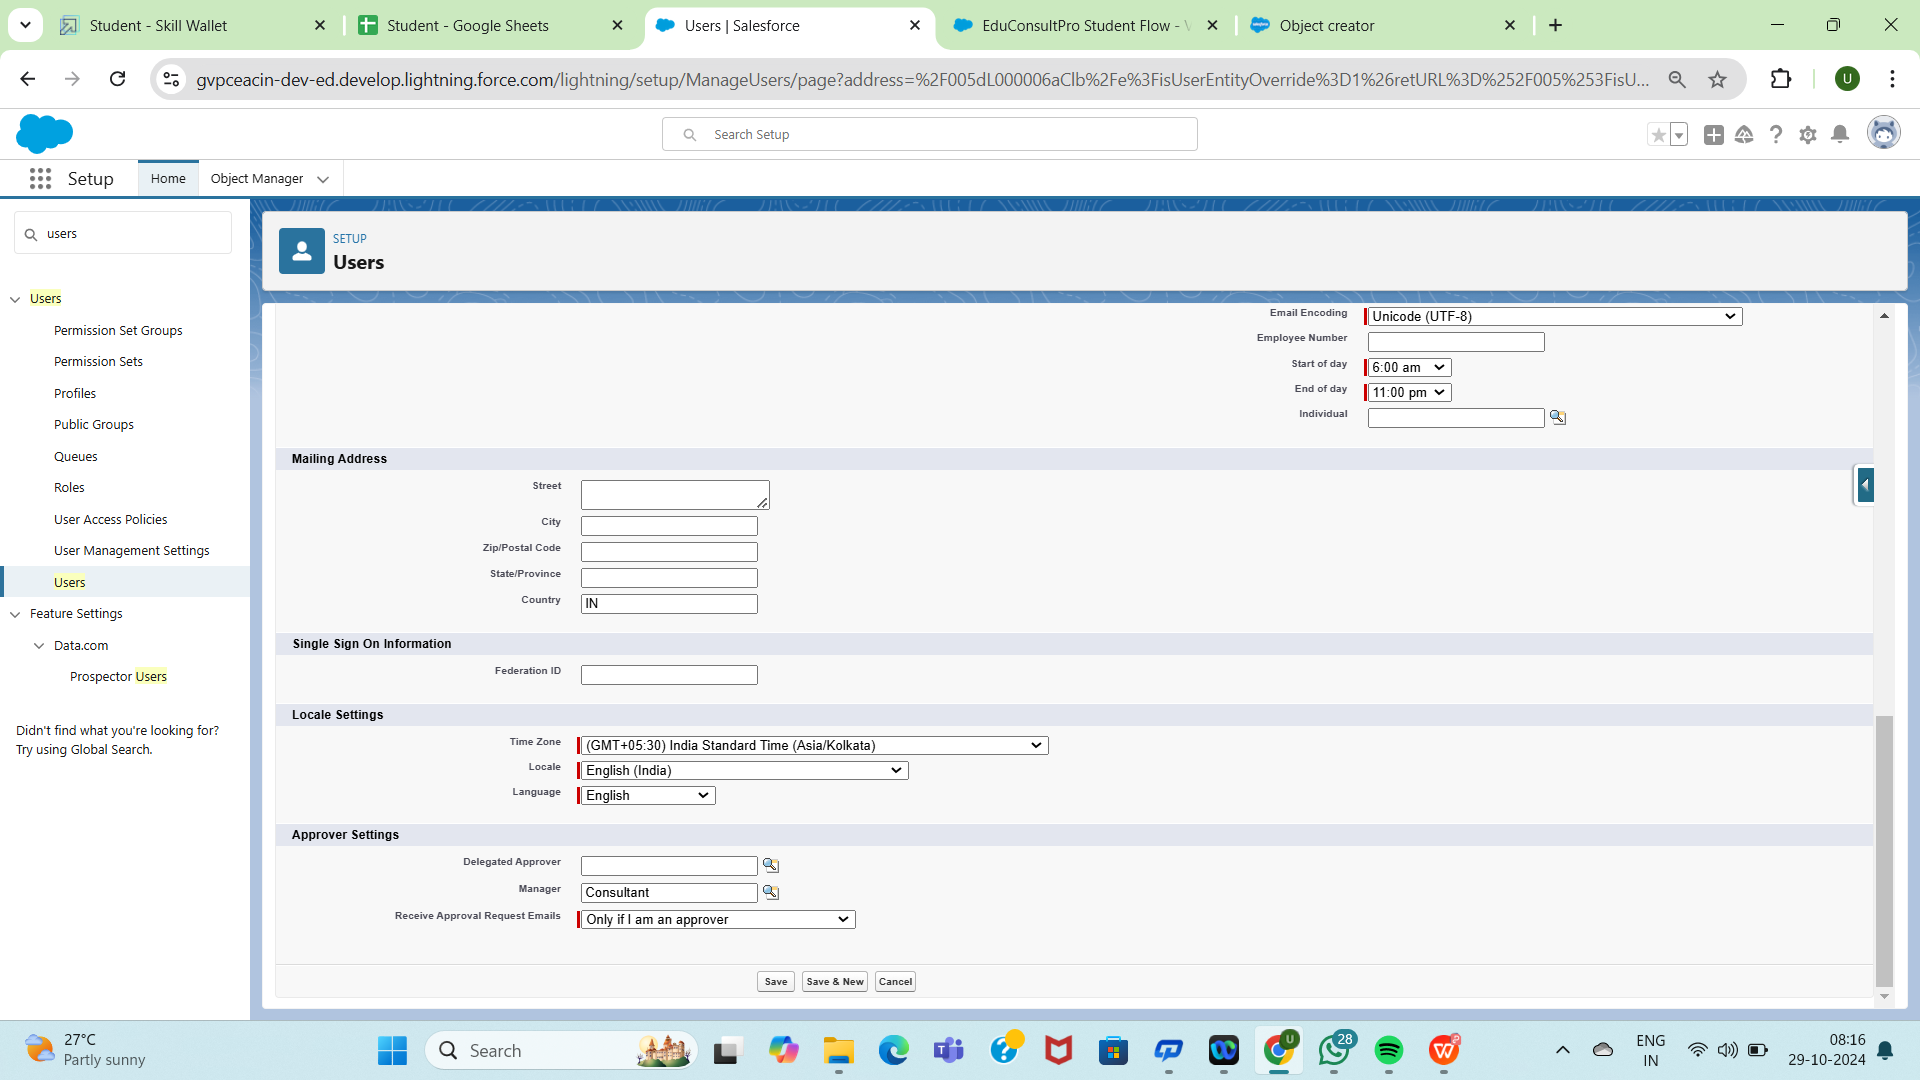 Student - Skill Wallet
Student - Google Sheets
Users | Salesforce
EduConsultPro Student Flow -
Object creator
gvpceacin-dev-ed.develop.lightning.force.com/lightning/setup/ManageUsers/page?address=%2F005dL000006aClb%2Fe%3FisUserEntityOverride%3D1%26retURL%3D%252F005%253FisU...
U
Search Setup
Setup
Home
Object Manager
users
Users
Permission Set Groups
Permission Sets
Profiles
Public Groups
Queues
Roles
User Access Policies
User Management Settings
Users
Feature Settings
Data.com
Prospector Users
Didn't find what you're looking for?
Try using Global Search.
SETUP
Users
Email Encoding Unicode (UTF-8)
Employee Number
Start of day 6:00 am
End of day 11:00 pm
Individual
Mailing Address
Street
City
Zip/Postal Code
State/Province
Country IN
Single Sign On Information
Federation ID
Locale Settings
Time Zone (GMT+05:30) India Standard Time (Asia/Kolkata)
Locale English (India)
Language English
Approver Settings
Delegated Approver
Manager Consultant
Receive Approval Request Emails Only if I am an approver
Save Save & New Cancel
27°C
Partly sunny
Search
U
28
ENG
IN
08:16
29-10-2024